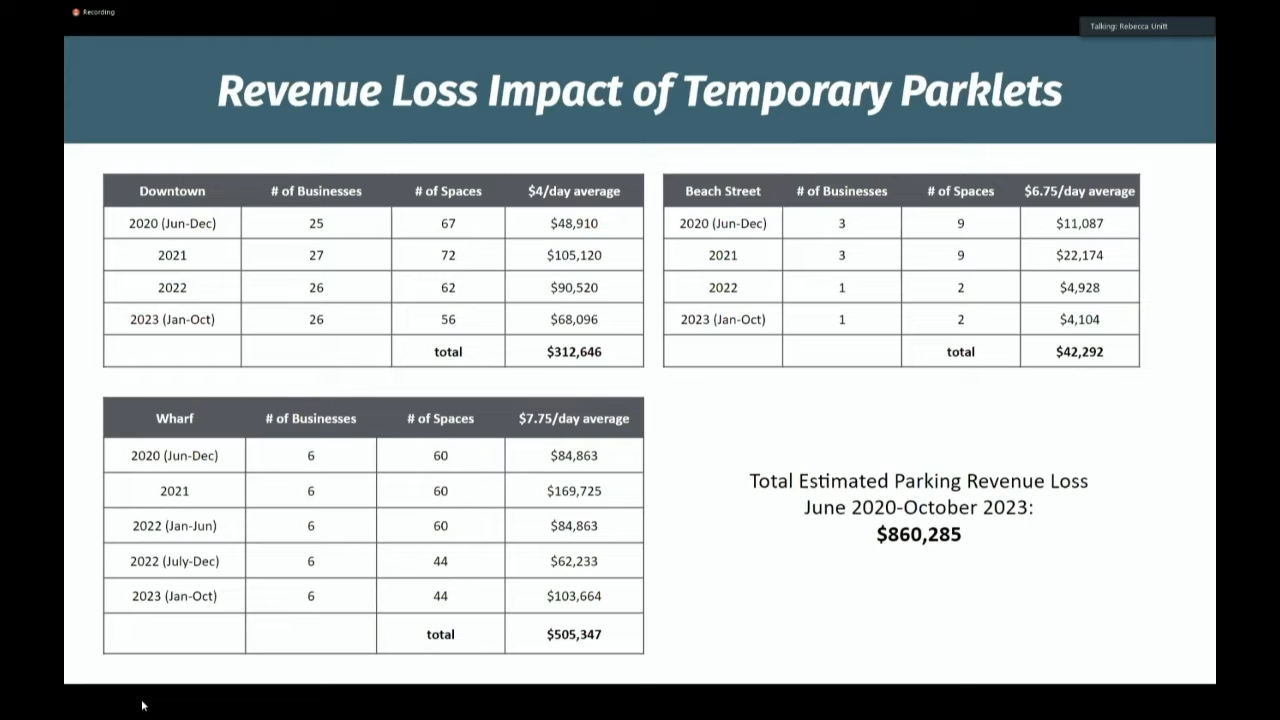 Recording
Talking: Rebecca Unitt
Revenue Loss Impact of Temporary Parklets
Downtown # of Businesses # of Spaces $4/day average
2020 (Jun-Dec) 25 67 $48,910
2021 27 72 $105,120
2022 26 62 $90,520
2023 (Jan-Oct) 26 56 $68,096
total $312,646
Beach Street # of Businesses # of Spaces $6.75/day average
2020 (Jun-Dec) 3 9 $11,087
2021 3 9 $22,174
2022 1 2 $4,928
2023 (Jan-Oct) 1 2 $4,104
total $42,292
Wharf # of Businesses # of Spaces $7.75/day average
2020 (Jun-Dec) 6 60 $84,863
2021 6 60 $169,725
2022 (Jan-Jun) 6 60 $84,863
2022 (July-Dec) 6 44 $62,233
2023 (Jan-Oct) 6 44 $103,664
total $505,347
Total Estimated Parking Revenue Loss
June 2020-October 2023:
$860,285